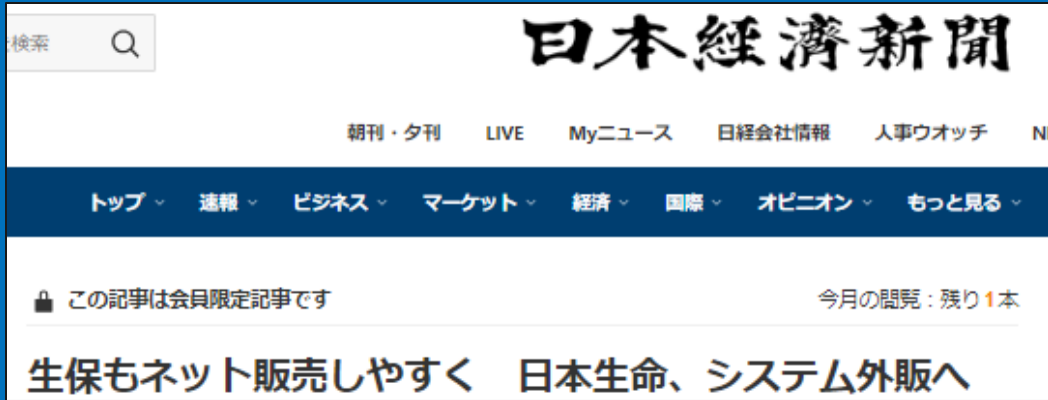 検索
日本経済新聞
朝刊・夕刊 LIVE Myニュース 日経会社情報 人事ウオッチ
トップ 速報 ビジネス マーケット 経済 国際 オピニオン もっと見る
この記事は会員限定記事です 今月の閲覧：残り1本
生保もネット販売しやすく　日本生命、システム外販へ